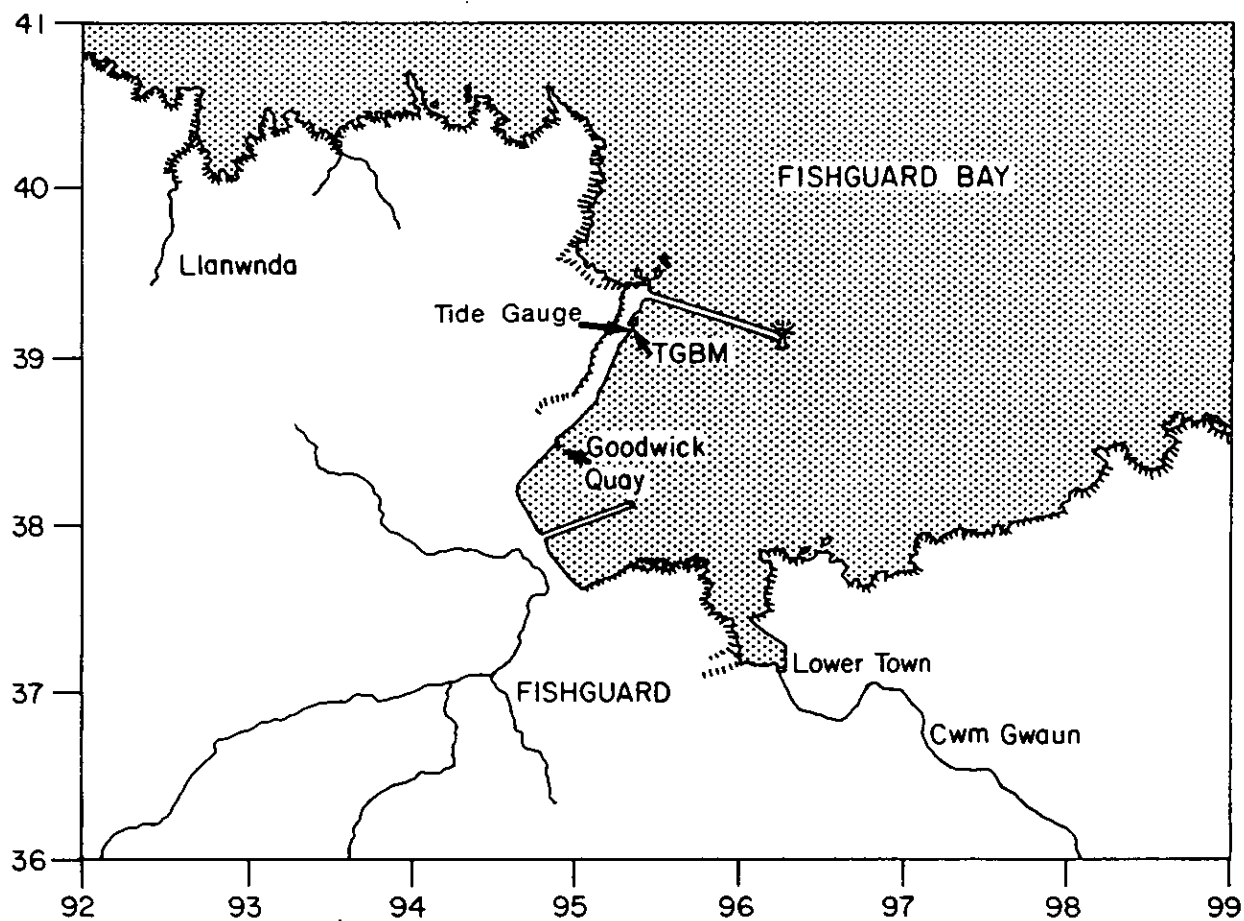 41
FISHGUARD BAY
40
Llanwnda
Tide Gauge
TGBM
39
Goodwick
Quay
38
Lower Town
37
FISHGUARD
Cwm Gwaun
36
92 93 94 95 96 97 98 99